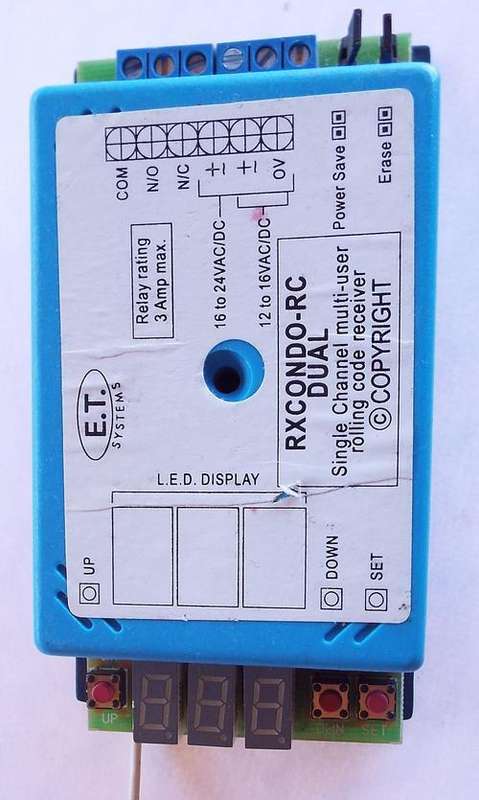 COM
N/O
N/C
±~
±~
OV
Power Save
Erase
16 to 24VAC/DC
12 to 16VAC/DC
Relay rating
3 Amp max.
E.T.
SYSTEMS
RXCONDO-RC
DUAL
Single Channel multi-user
rolling code receiver
© COPYRIGHT
L.E.D. DISPLAY
UP
DOWN
SET
UP
SET